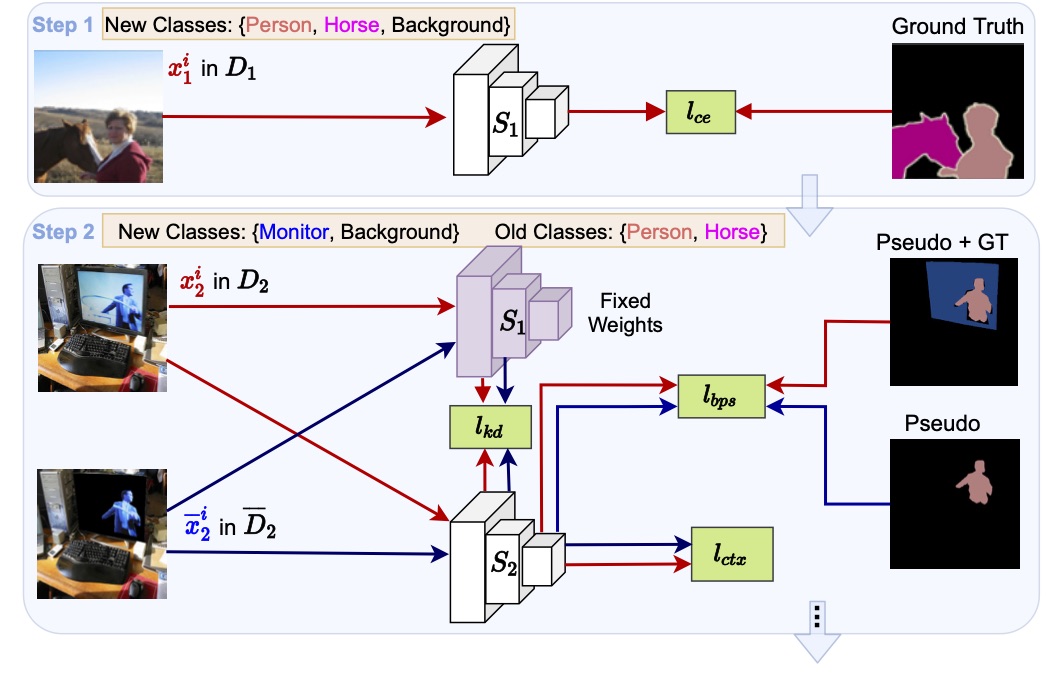 Step 1 New Classes: {Person, Horse, Background}
Ground Truth
$x_1^i$ in $D_1$
$S_1$
$l_{ce}$
Step 2 New Classes: {Monitor, Background} Old Classes: {Person, Horse}
Pseudo + GT
$x_2^i$ in $D_2$
$S_1$
Fixed
Weights
$l_{kd}$
$l_{bps}$
Pseudo
$\overline{x}_2^i$ in $\overline{D}_2$
$S_2$
$l_{ctx}$